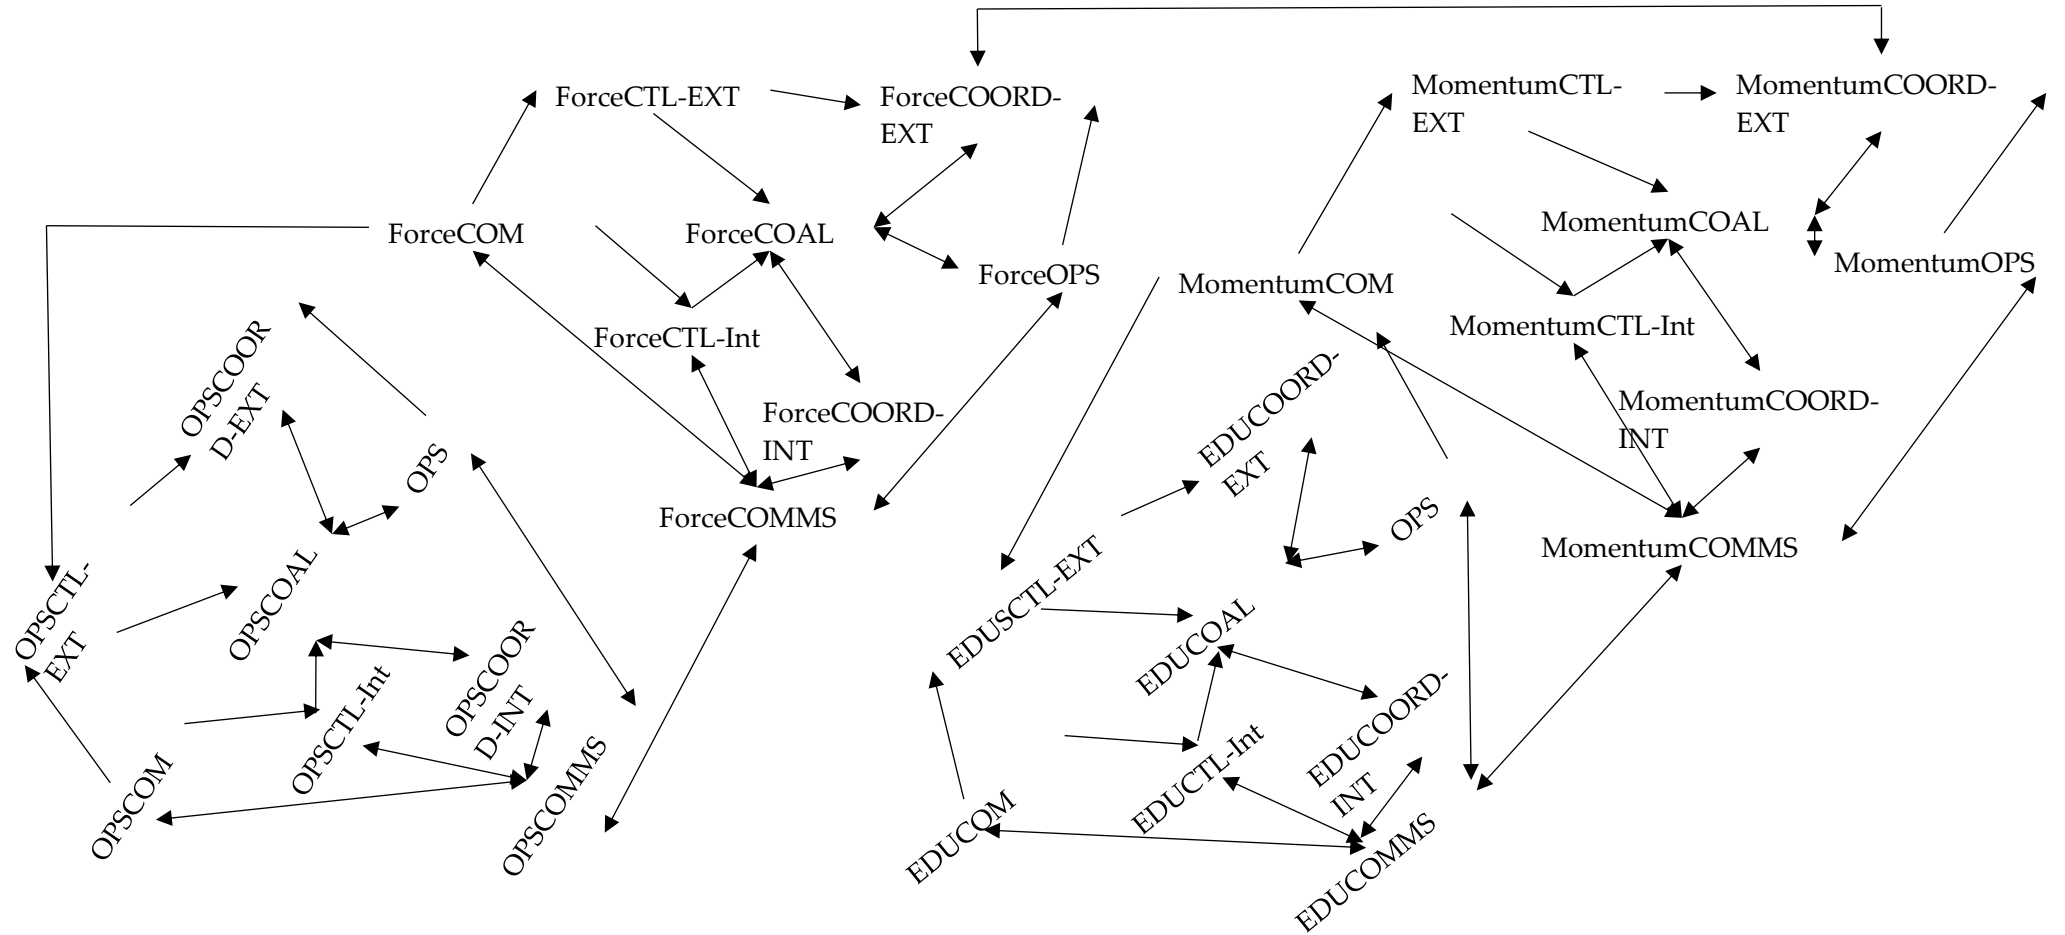 ForceCTL-EXT
ForceCOORD-
EXT
MomentumCTL-
EXT
MomentumCOORD-
EXT
ForceCOM
ForceCOAL
ForceOPS
MomentumCOM
MomentumCOAL
MomentumOPS
ForceCTL-Int
MomentumCTL-Int
ForceCOORD-
INT
MomentumCOORD-
INT
ForceCOMMS
MomentumCOMMS
OPSCOOR
D-EXT
OPS
OPSCTL-
EXT
OPSCOAL
OPSCTL-Int
OPSCOOR
D-INT
OPSCOM
OPSCOMMS
EDUCOORD-
EXT
OPS
EDUSCTL-EXT
EDUCOAL
EDUCTL-Int
EDUCOORD-
INT
EDUCOM
EDUCOMMS